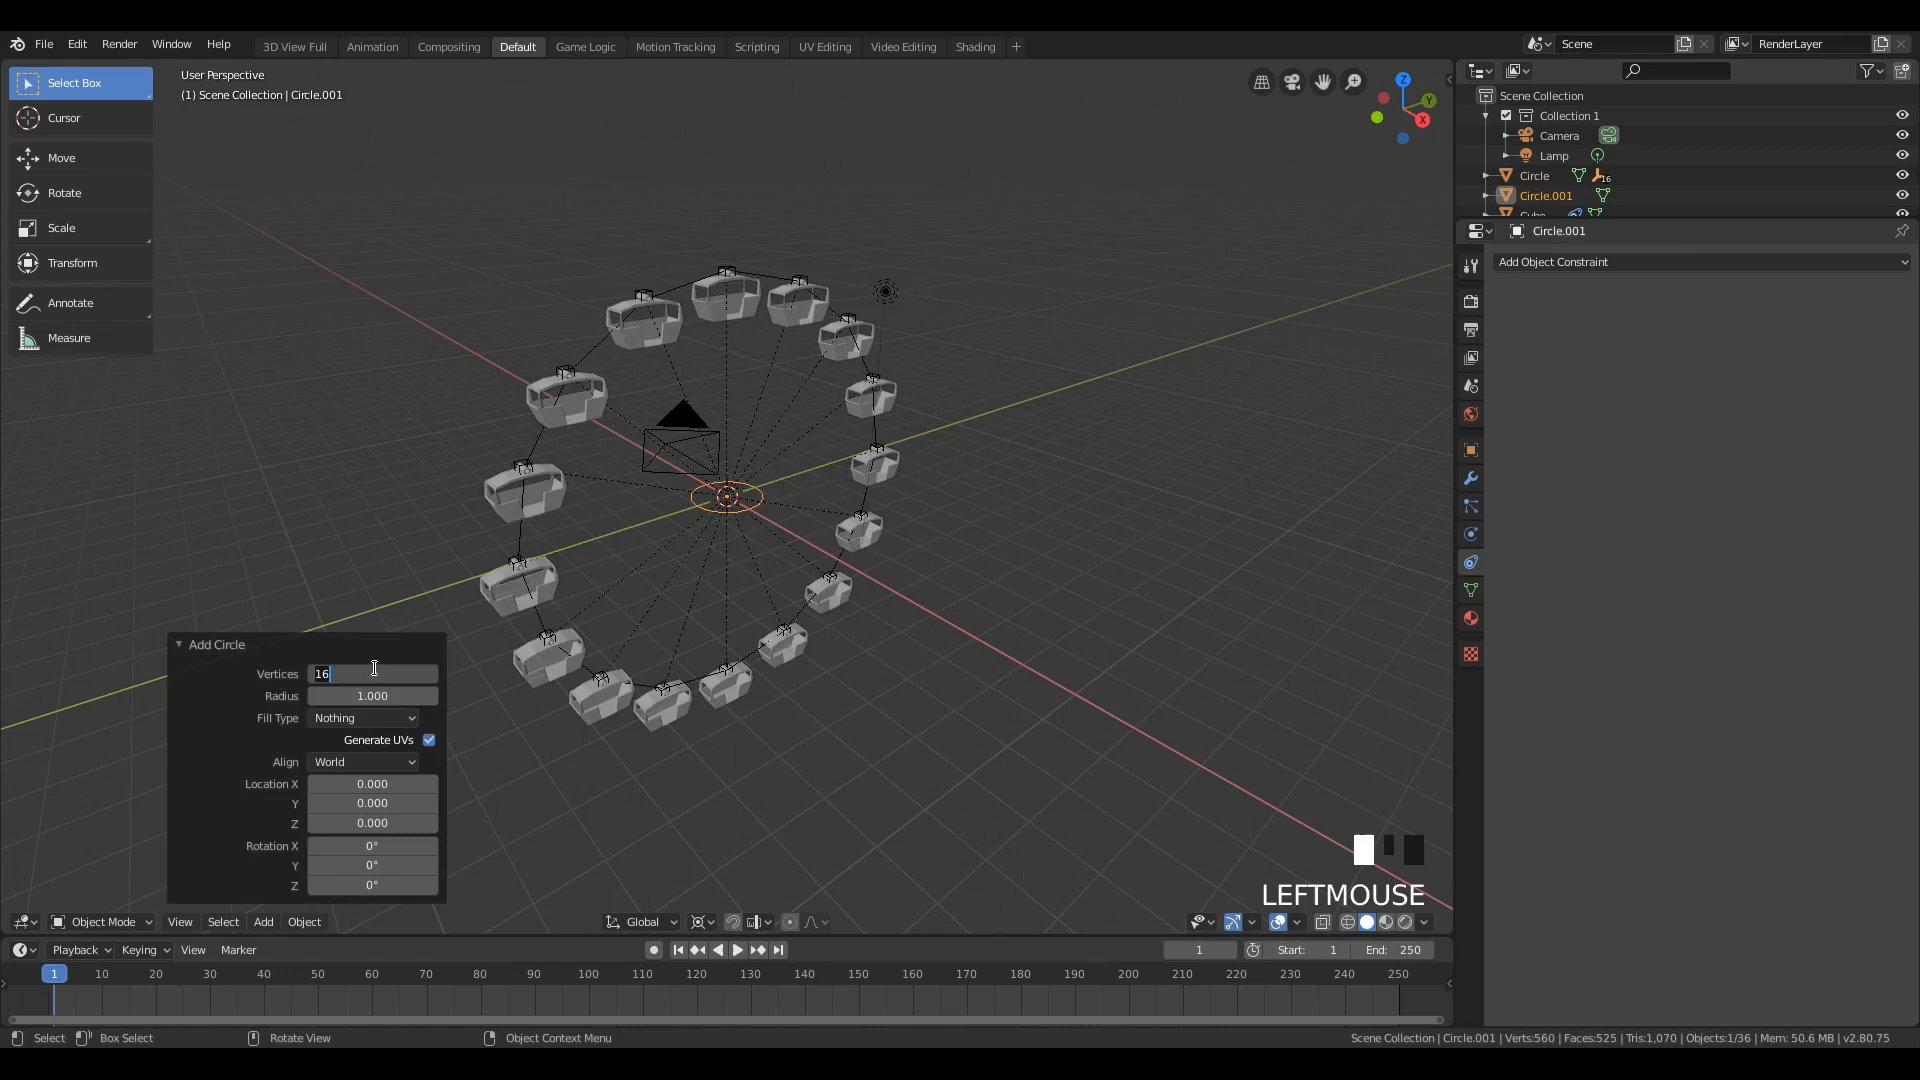 File Edit Render Window Help
3D View Full Animation Compositing Default Game Logic Motion Tracking Scripting UV Editing Video Editing Shading +
Scene
RenderLayer
Select Box
Cursor
Move
Rotate
Scale
Transform
Annotate
Measure
User Perspective
(1) Scene Collection | Circle.001
Z
Y
X
Scene Collection
Collection 1
Camera
Lamp
Circle
16
Circle.001
Cube
Circle.001
Add Object Constraint
Add Circle
Vertices 16
Radius 1.000
Fill Type Nothing
Generate UVs
Align World
Location X 0.000
Y 0.000
Z 0.000
Rotation X 0°
Y 0°
Z 0°
LEFTMOUSE
Object Mode View Select Add Object Global
Playback Keying View Marker 1 Start: 1 End: 250
1 10 20 30 40 50 60 70 80 90 100 110 120 130 140 150 160 170 180 190 200 210 220 230 240 250
Select Box Select Rotate View Object Context Menu Scene Collection | Circle.001 | Verts:560 | Faces:525 | Tris:1,070 | Objects:1/36 | Mem: 50.6 MB | v2.80.75